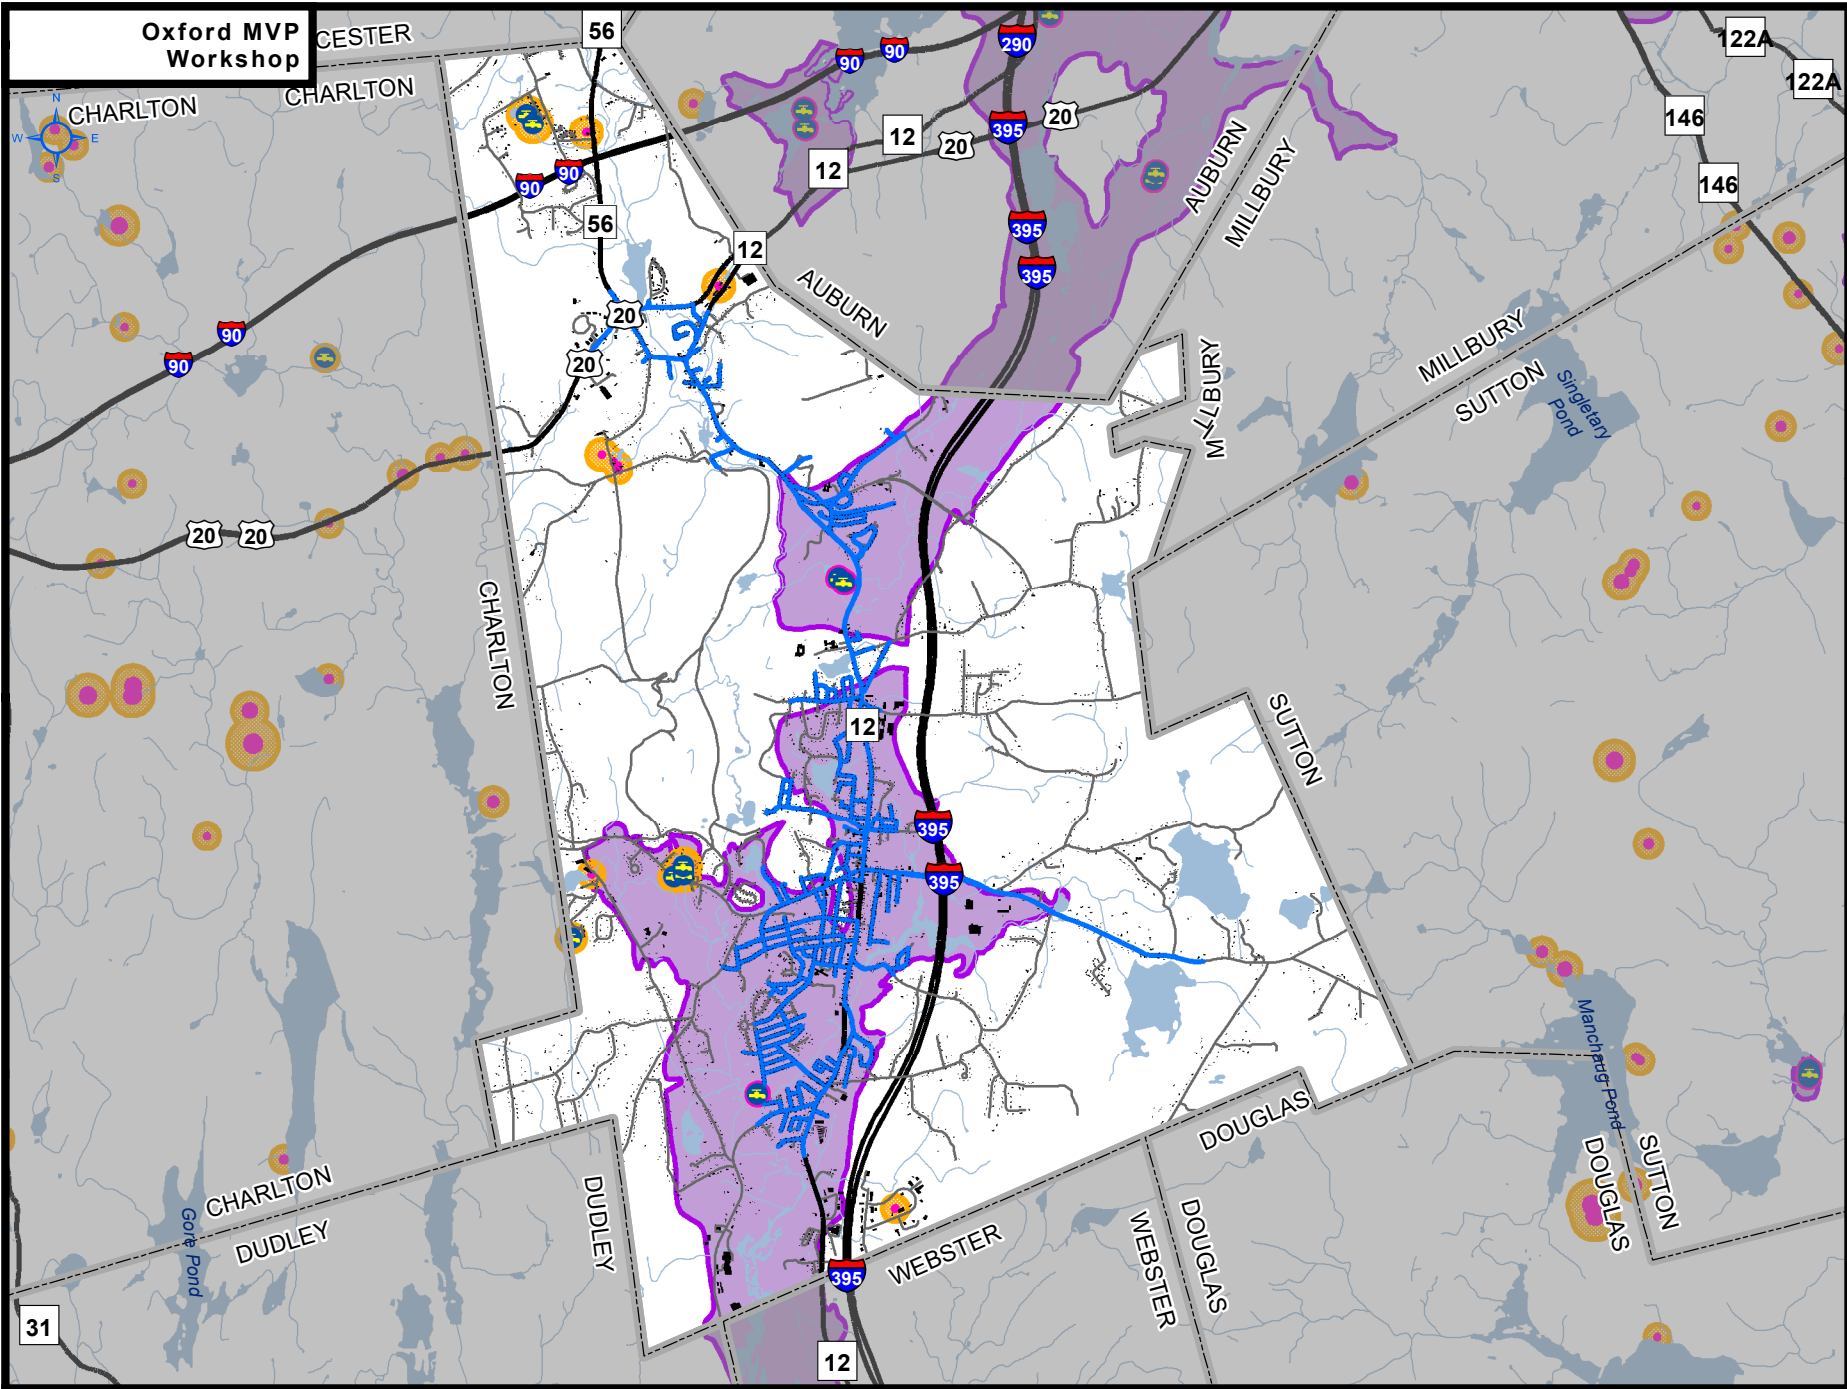 Oxford MVP
Workshop
CESTER
56
290
122A
90
90
122A
CHARLTON
CHARLTON
N
W
E
S
12
20
395
20
146
12
90
90
146
56
AUBURN
MILLBURY
395
12
395
AUBURN
20
90
90
20
MILLBURY
MILLBURY
SUTTON
Singletary
Pond
20
20
CHARLTON
12
SUTTON
395
395
Manchaug Pond
CHARLTON
DUDLEY
DUDLEY
Gore Pond
DOUGLAS
DOUGLAS
SUTTON
WEBSTER
WEBSTER
DOUGLAS
395
31
12